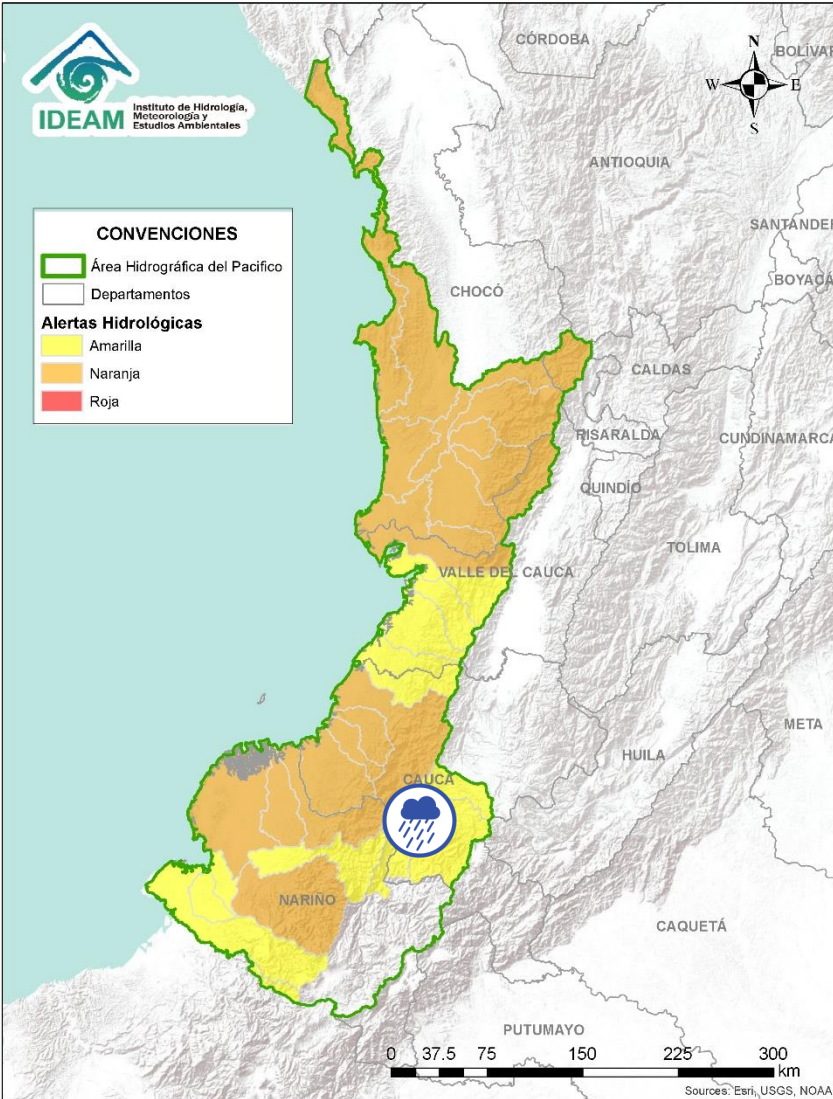 IDEAM
Instituto de Hidrología,
Meteorología y
Estudios Ambientales
CONVENCIONES
Área Hidrográfica del Pacifico
Departamentos
Alertas Hidrológicas
Amarilla
Naranja
Roja
N
W E
S
CÓRDOBA
BOLÍVAR
ANTIOQUIA
SANTANDER
BOYACÁ
CHOCÓ
CALDAS
RISARALDA
CUNDINAMARCA
QUINDÍO
TOLIMA
VALLE DEL CAUCA
META
HUILA
CAUCA
NARIÑO
CAQUETÁ
PUTUMAYO
0 37.5 75 150 225 300
km
Sources: Esri, USGS, NOAA